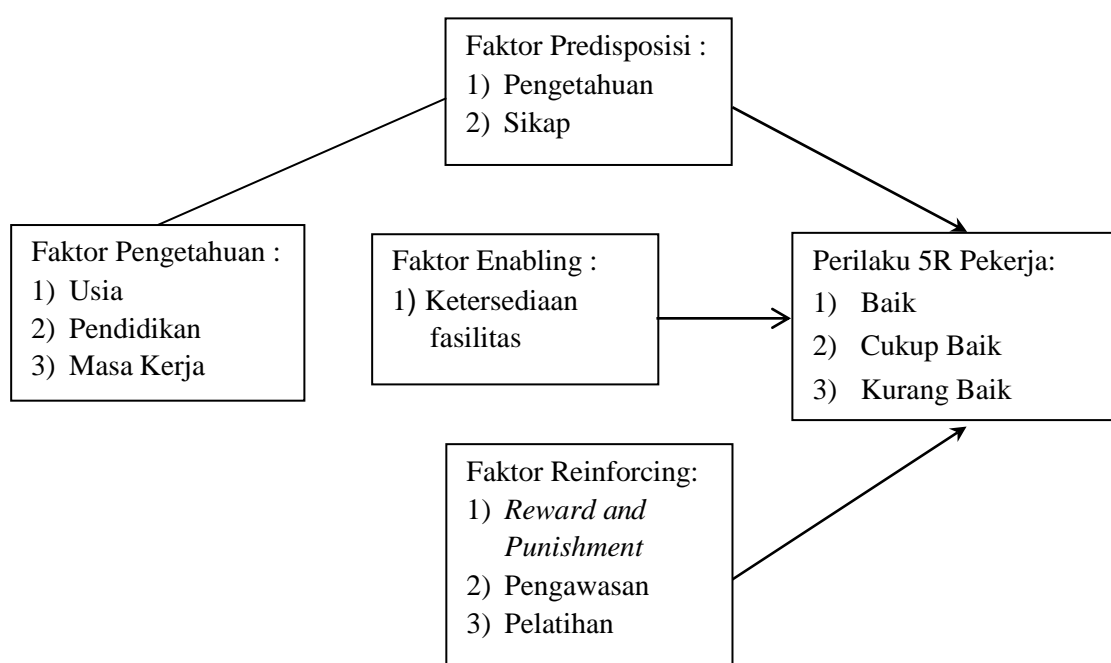 Faktor Predisposisi :
1) Pengetahuan
2) Sikap
Faktor Pengetahuan :
1) Usia
2) Pendidikan
3) Masa Kerja
Faktor Enabling :
1) Ketersediaan
fasilitas
Perilaku 5R Pekerja:
1) Baik
2) Cukup Baik
3) Kurang Baik
Faktor Reinforcing:
1) Reward and
Punishment
2) Pengawasan
3) Pelatihan